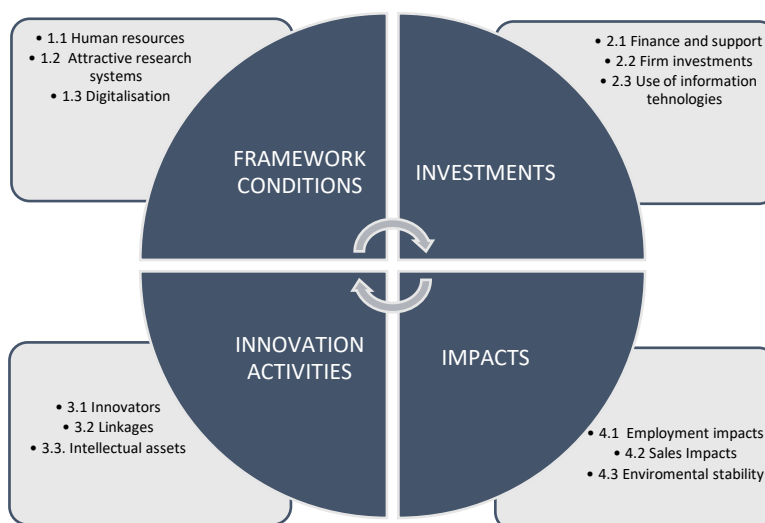 • 1.1 Human resources
• 1.2 Attractive research
systems
• 1.3 Digitalisation
• 2.1 Finance and support
• 2.2 Firm investments
• 2.3 Use of information
tehnologies
FRAMEWORK
CONDITIONS
INVESTMENTS
INNOVATION
ACTIVITIES
IMPACTS
• 3.1 Innovators
• 3.2 Linkages
• 3.3. Intellectual assets
• 4.1 Employment impacts
• 4.2 Sales Impacts
• 4.3 Enviromental stability